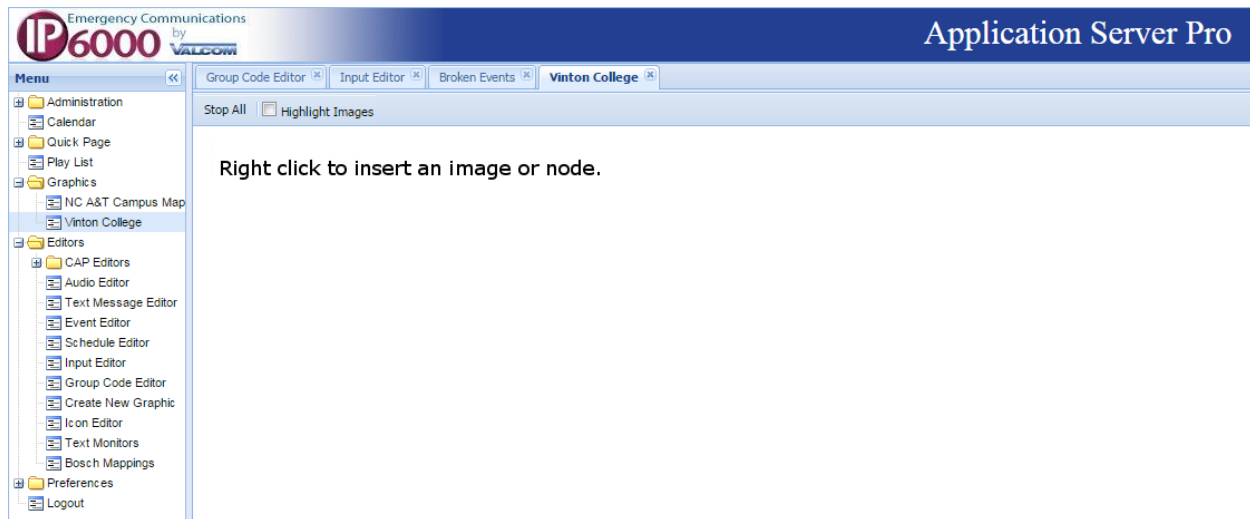 Emergency Communications
IP6000 by VALCOM
Application Server Pro
Menu
Group Code Editor
Input Editor
Broken Events
Vinton College
Stop All
Highlight Images
Administration
Calendar
Quick Page
Play List
Graphics
NC A&T Campus Map
Vinton College
Editors
CAP Editors
Audio Editor
Text Message Editor
Event Editor
Schedule Editor
Input Editor
Group Code Editor
Create New Graphic
Icon Editor
Text Monitors
Bosch Mappings
Preferences
Logout
Right click to insert an image or node.